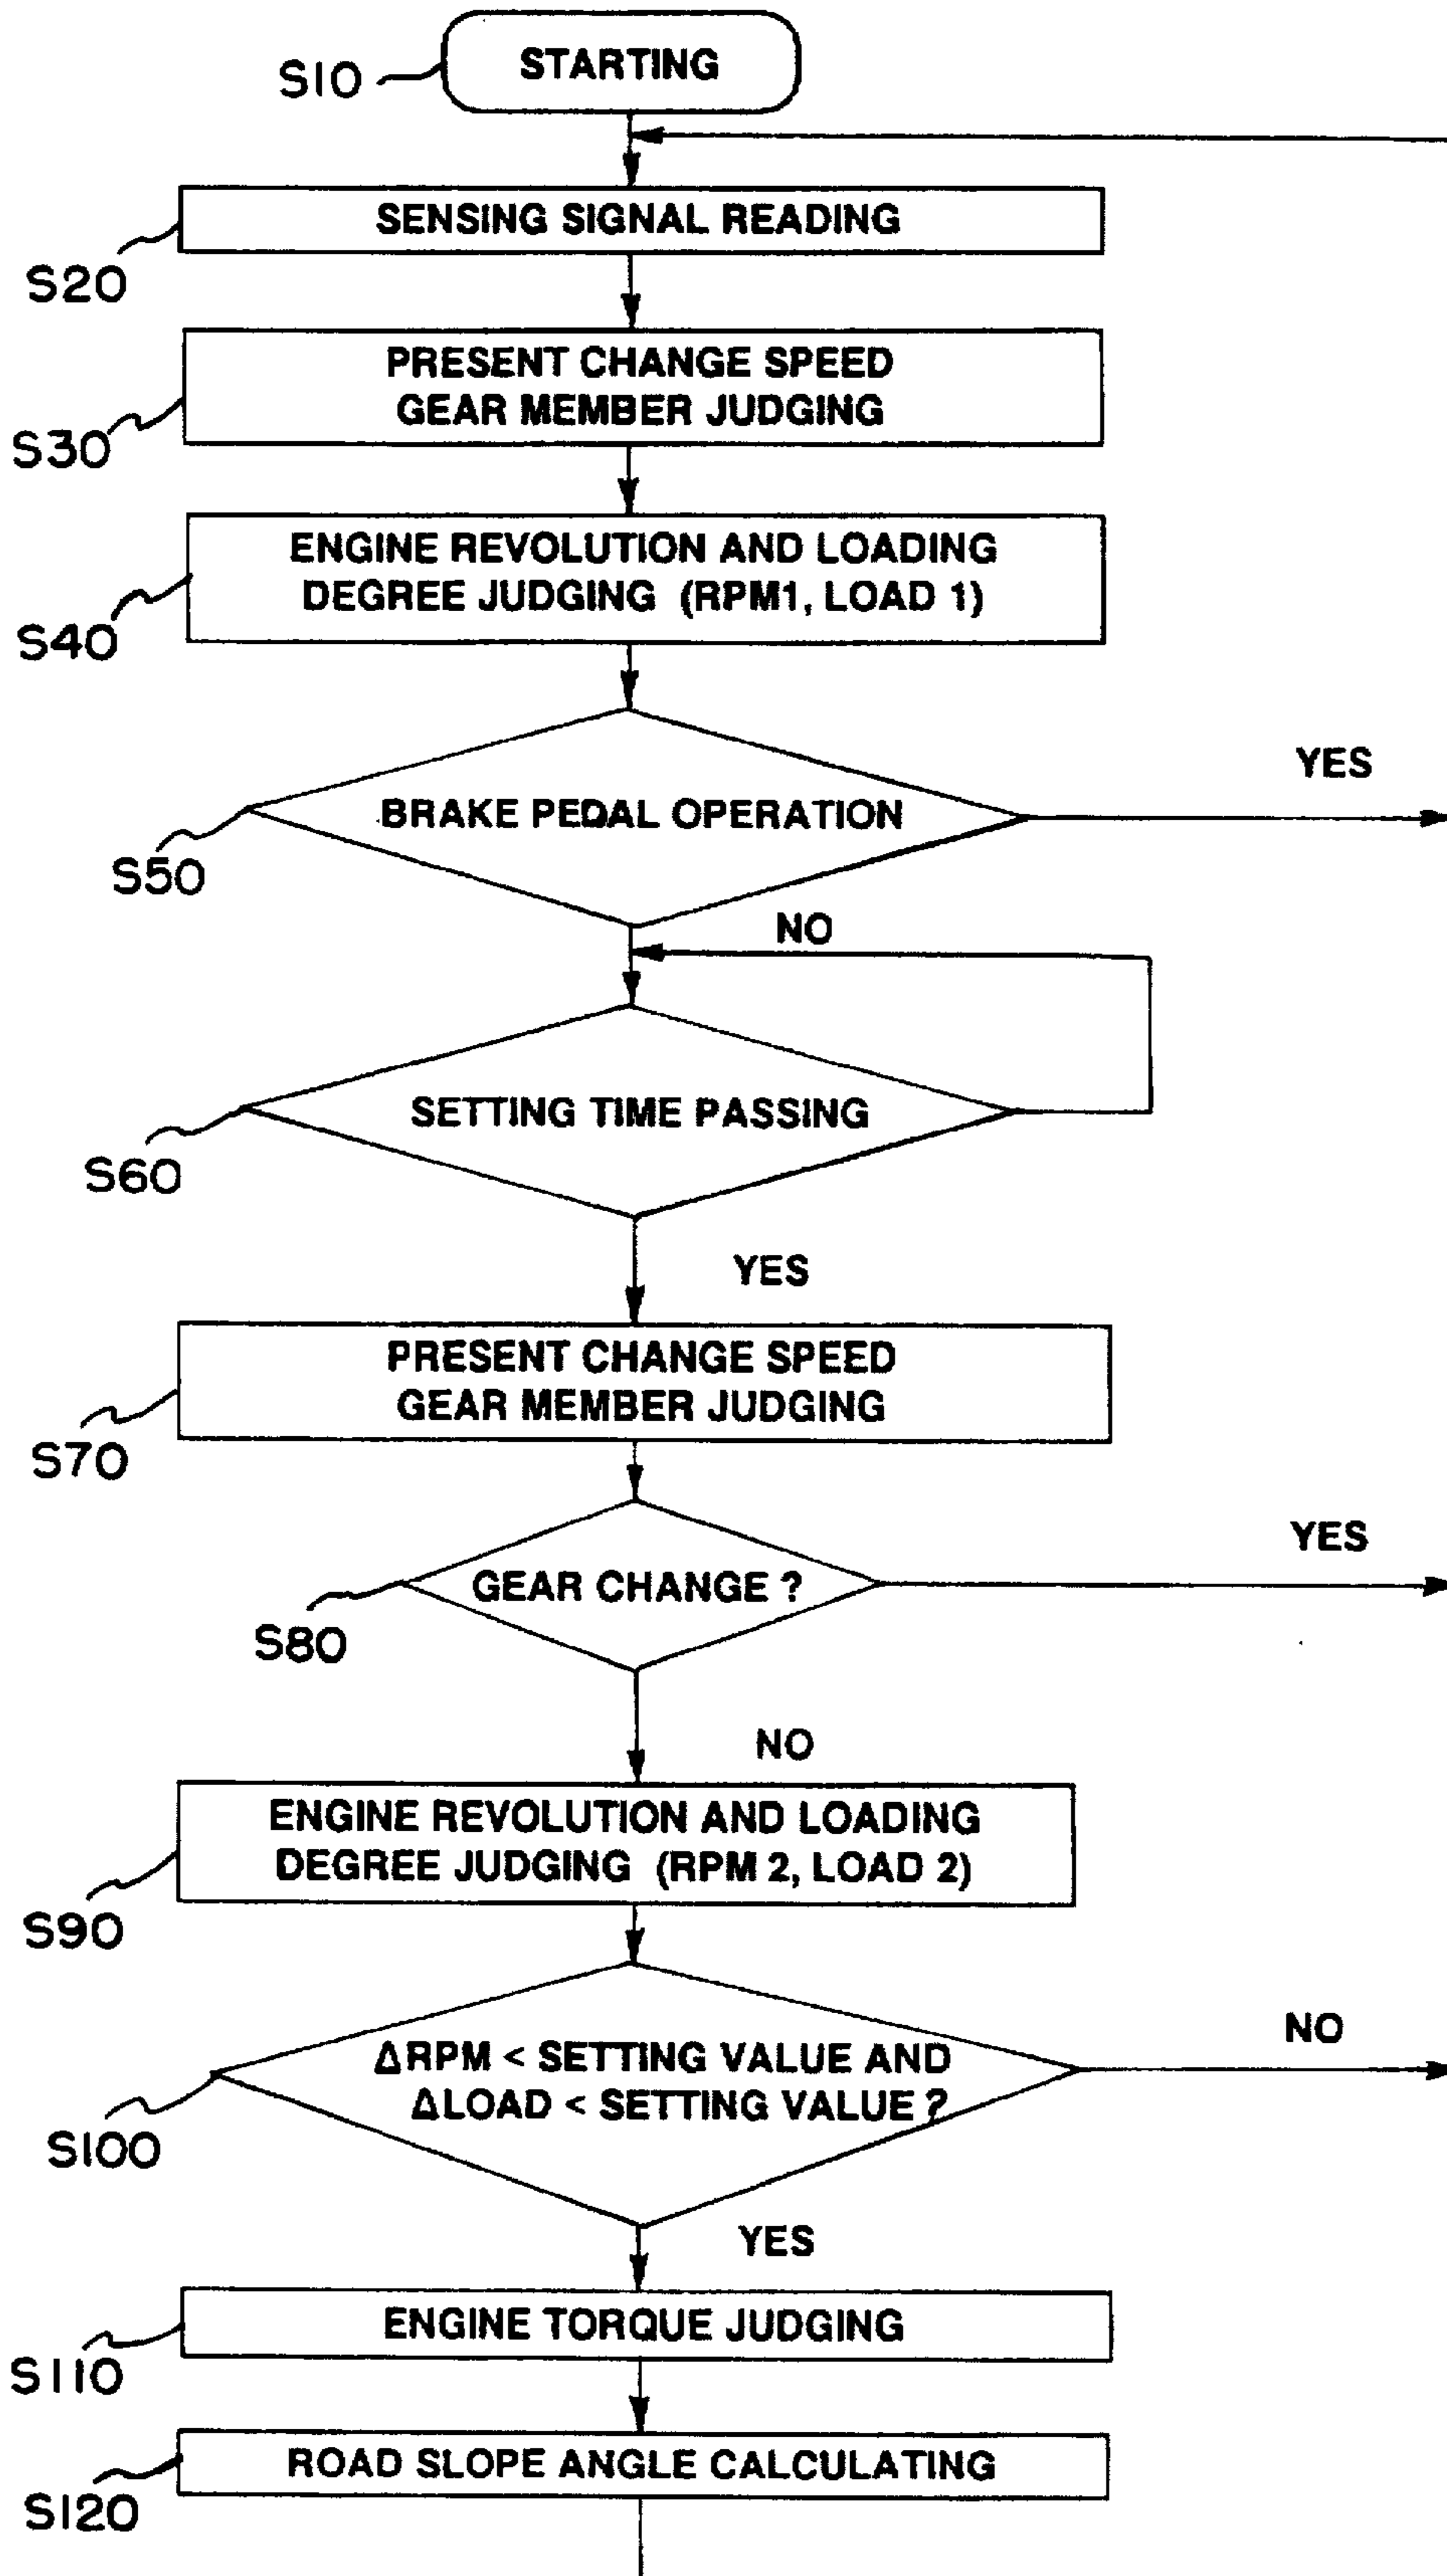 STARTING
S10
SENSING SIGNAL READING
S20
PRESENT CHANGE SPEED
GEAR MEMBER JUDGING
S30
ENGINE REVOLUTION AND LOADING
DEGREE JUDGING (RPM1, LOAD 1)
S40
YES
BRAKE PEDAL OPERATION
S50
NO
SETTING TIME PASSING
S60
YES
PRESENT CHANGE SPEED
GEAR MEMBER JUDGING
S70
YES
GEAR CHANGE ?
S80
NO
ENGINE REVOLUTION AND LOADING
DEGREE JUDGING (RPM 2, LOAD 2)
S90
NO
ΔRPM < SETTING VALUE AND
ΔLOAD < SETTING VALUE ?
S100
YES
ENGINE TORQUE JUDGING
S110
ROAD SLOPE ANGLE CALCULATING
S120